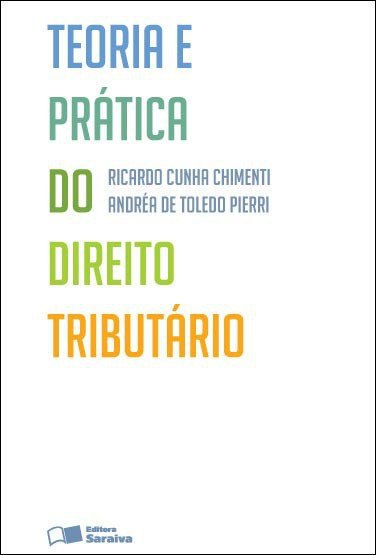 TEORIA E
PRÁTICA
DO
RICARDO CUNHA CHIMENTI
ANDRÉA DE TOLEDO PIERRI
DIREITO
TRIBUTÁRIO
Editora
Saraiva